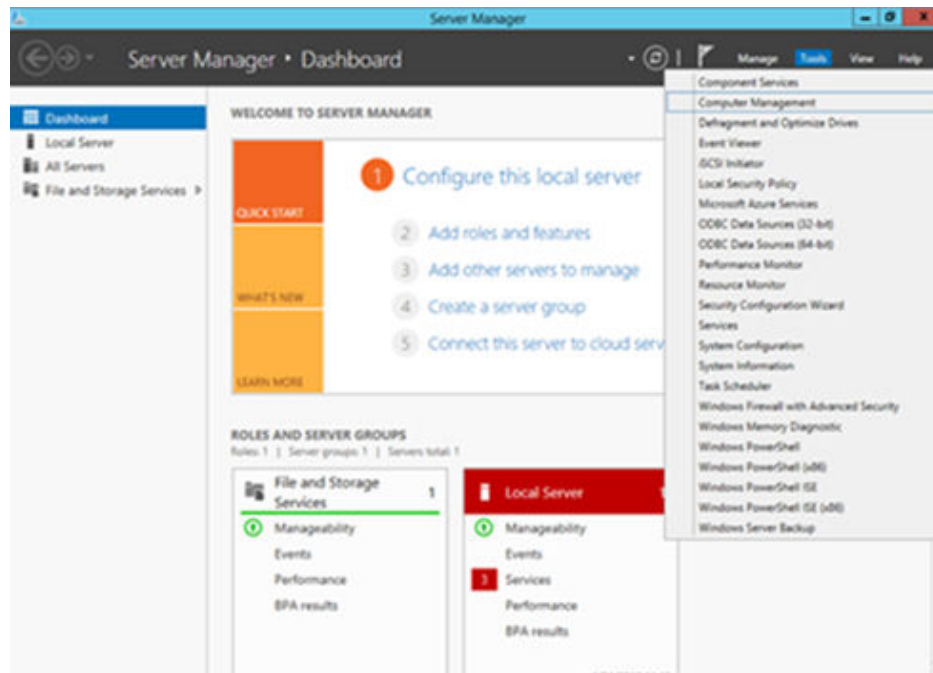 Server Manager
Server Manager • Dashboard
Manage Tools View Help
Dashboard
Local Server
All Servers
File and Storage Services
WELCOME TO SERVER MANAGER
QUICK START
WHAT'S NEW
LEARN MORE
1 Configure this local server
2 Add roles and features
3 Add other servers to manage
4 Create a server group
5 Connect this server to cloud serv
Component Services
Computer Management
Defragment and Optimize Drives
Event Viewer
iSCSI Initiator
Local Security Policy
Microsoft Azure Services
ODBC Data Sources (32-bit)
ODBC Data Sources (64-bit)
Performance Monitor
Resource Monitor
Security Configuration Wizard
Services
System Configuration
System Information
Task Scheduler
Windows Firewall with Advanced Security
Windows Memory Diagnostic
Windows PowerShell
Windows PowerShell (x86)
Windows PowerShell ISE
Windows PowerShell ISE (x86)
Windows Server Backup
ROLES AND SERVER GROUPS
Roles: 1 | Server groups: 1 | Servers total: 1
File and Storage
Services
1
Manageability
Events
Performance
BPA results
Local Server
1
Manageability
Events
3 Services
Performance
BPA results